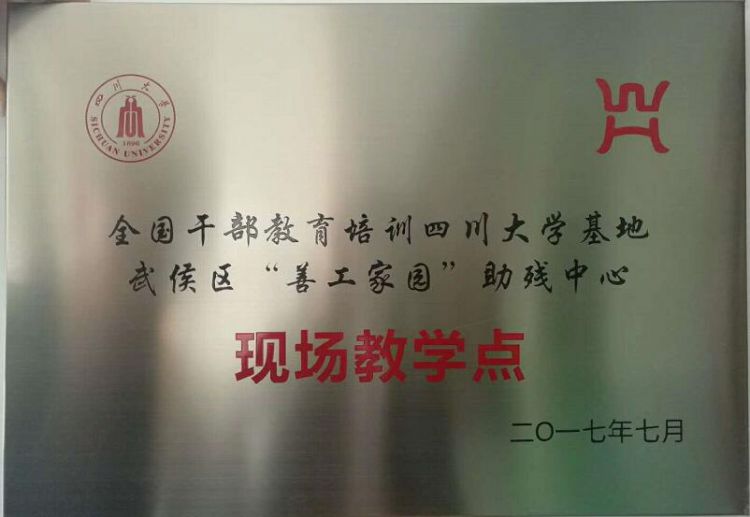 四川大学
SICHUAN UNIVERSITY
1896
全国干部教育培训四川大学基地
武侯区“善工家园”助残中心
现场教学点
二〇一七年七月